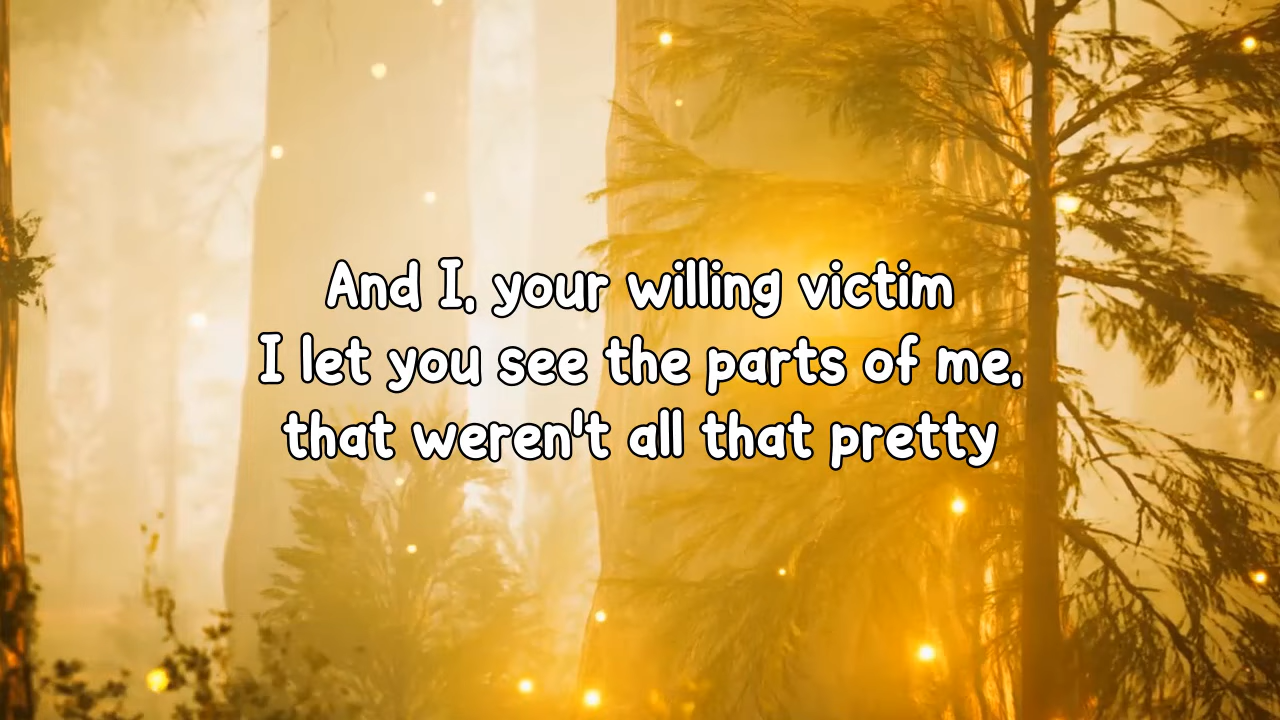 And I, your willing victim
I let you see the parts of me,
that weren't all that pretty